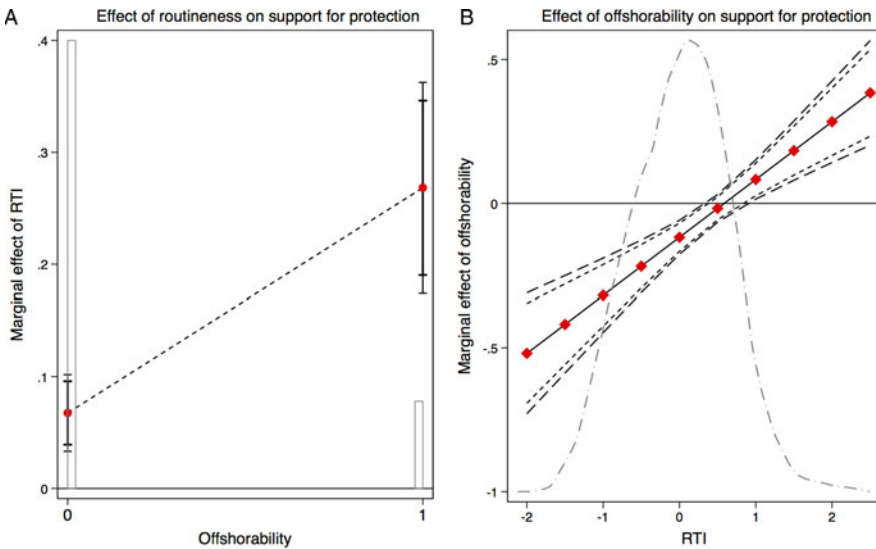 A
Effect of routineness on support for protection
Marginal effect of RTI
.4
.3
.2
.1
0
0
1
Offshorability
B
Effect of offshorability on support for protection
Marginal effect of offshorability
.5
0
-.5
-1
-2
-1
0
1
2
RTI